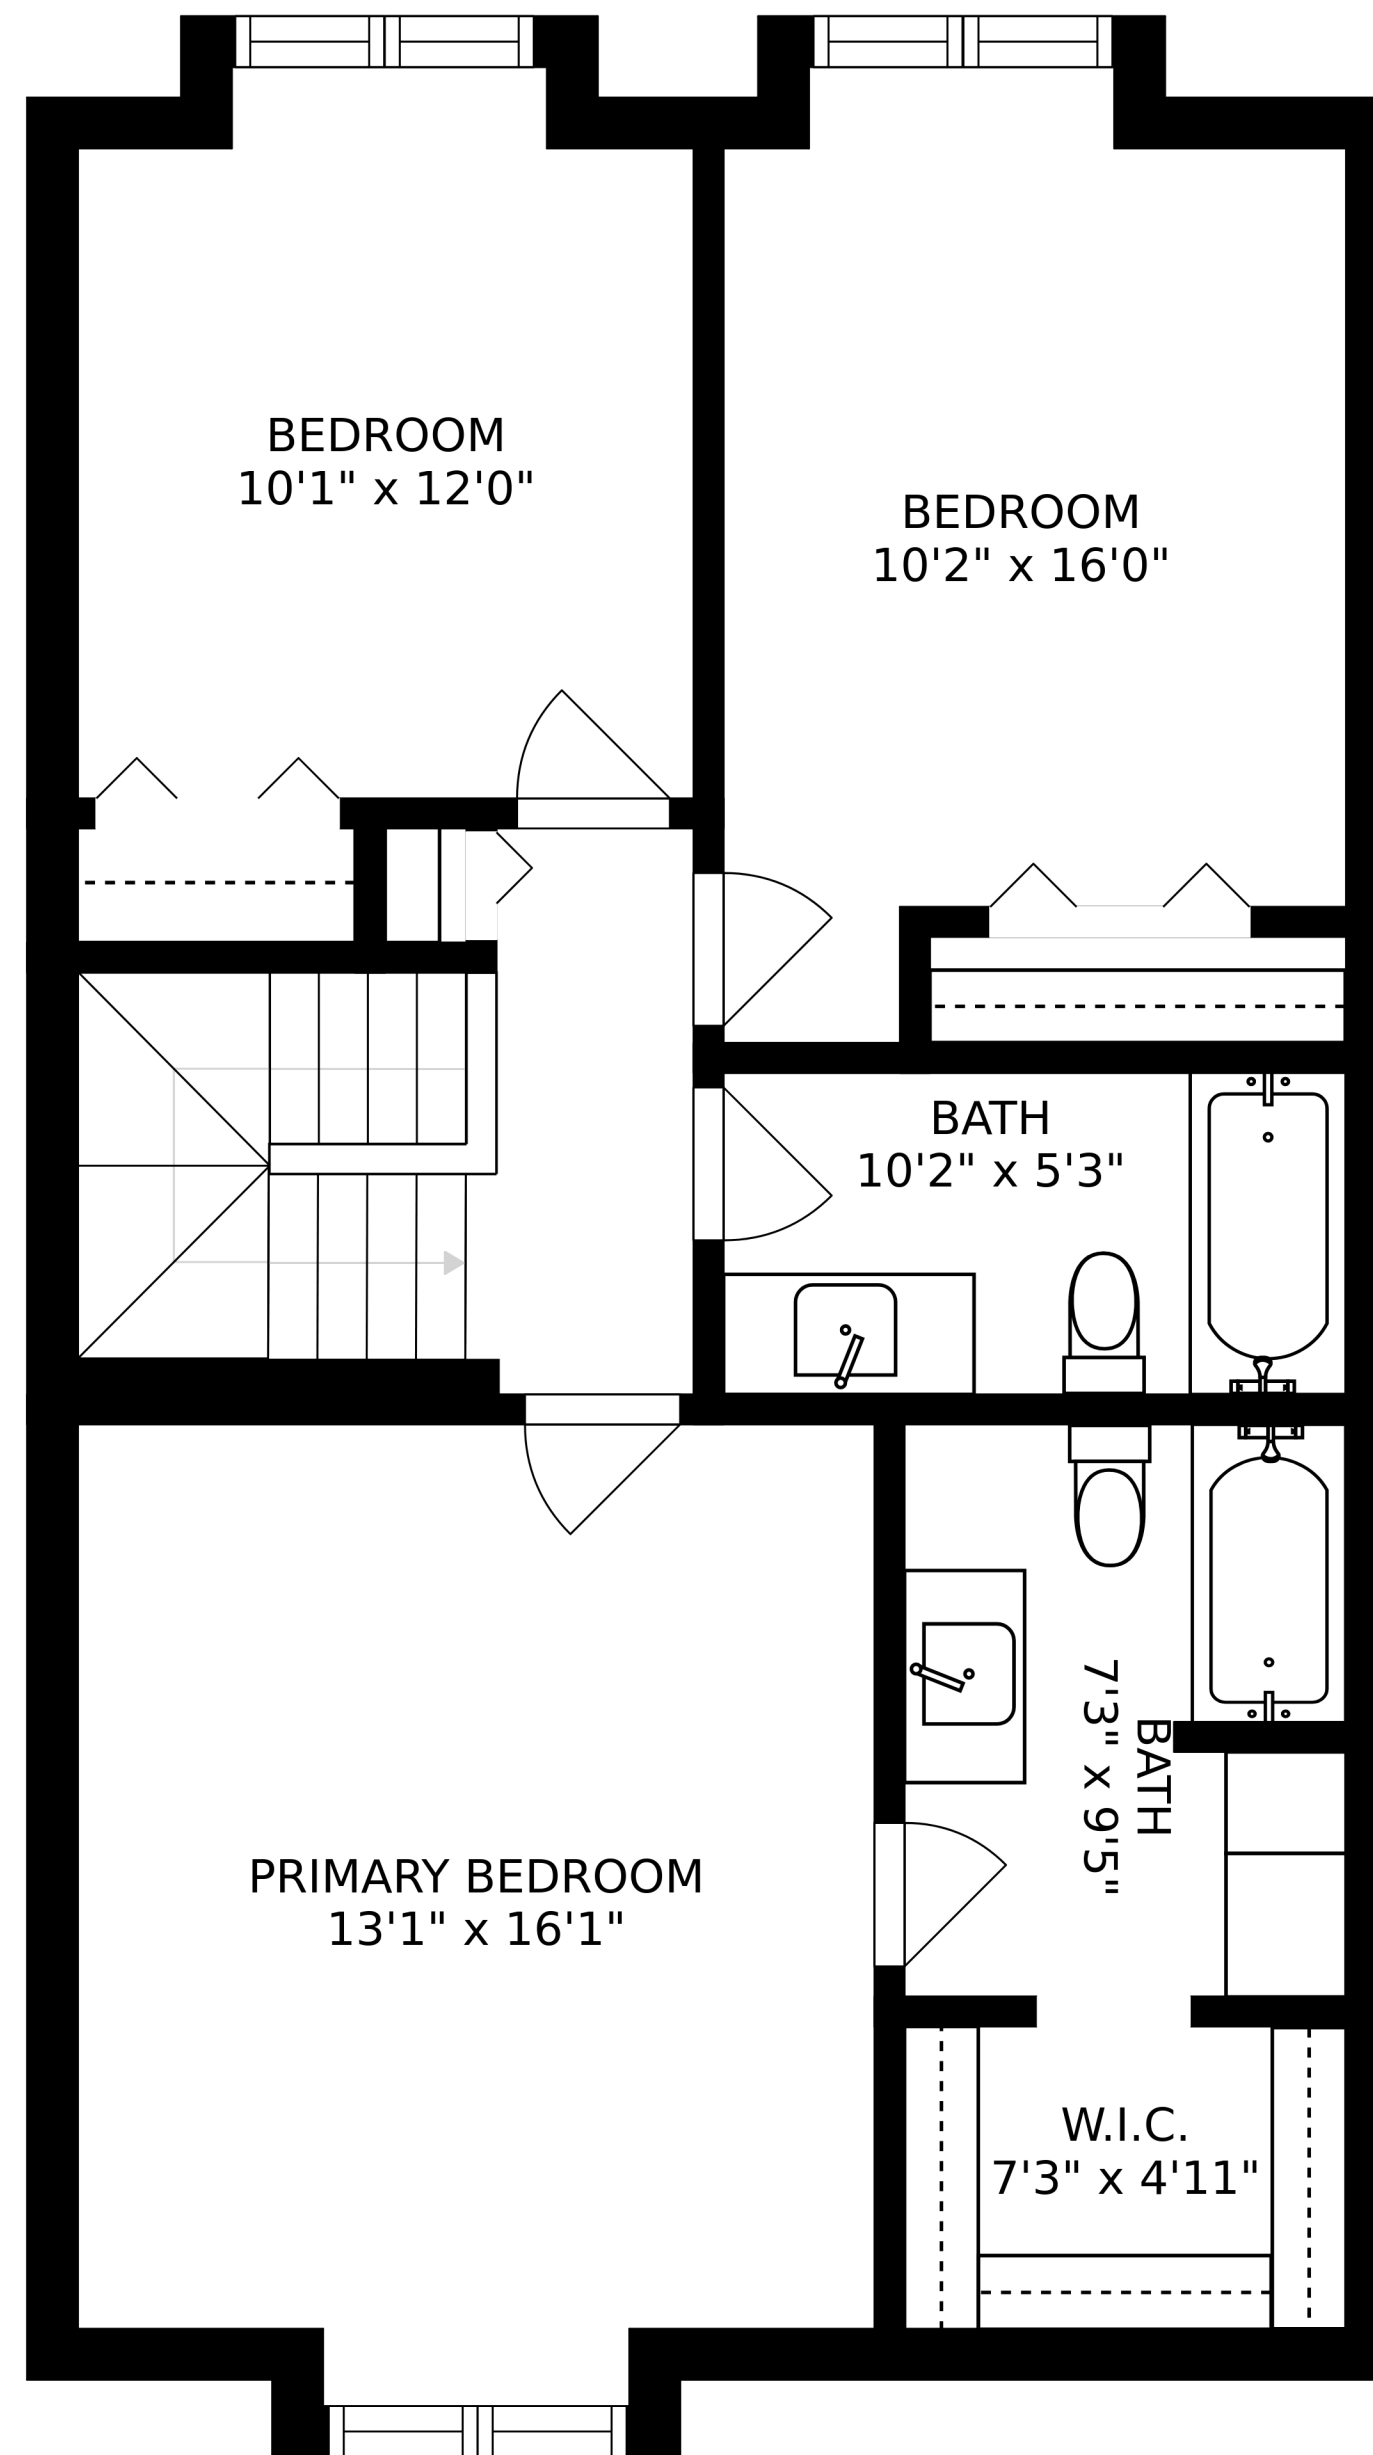 BEDROOM
10'1" x 12'0"
BEDROOM
10'2" x 16'0"
BATH
10'2" x 5'3"
BATH
7'3" x 9'5"
PRIMARY BEDROOM
13'1" x 16'1"
W.I.C.
7'3" x 4'11"